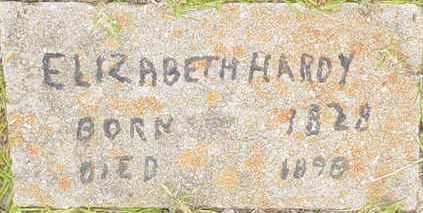 ELIZABETH HARDY
BORN 1828
DIED 1898